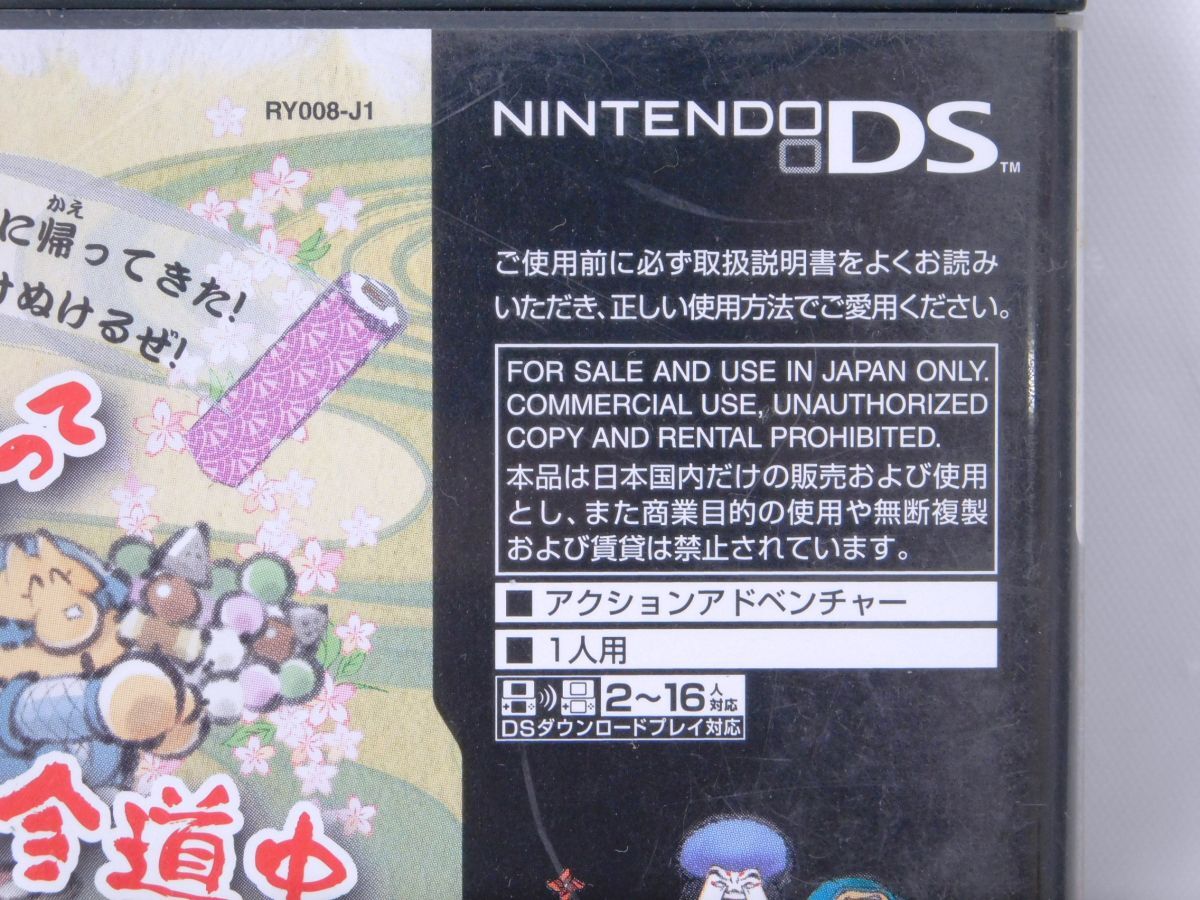 RY008-J1
かえ
に帰ってきた!
けぬけるぜ!
って
道中
NINTENDO DS™
ご使用前に必ず取扱説明書をよくお読み
いただき、正しい使用方法でご愛用ください。
FOR SALE AND USE IN JAPAN ONLY.
COMMERCIAL USE, UNAUTHORIZED
COPY AND RENTAL PROHIBITED.
本品は日本国内だけの販売および使用
とし、また商業目的の使用や無断複製
および賃貸は禁止されています。
■ アクションアドベンチャー
■ 1人用
2~16人対応
DSダウンロードプレイ対応